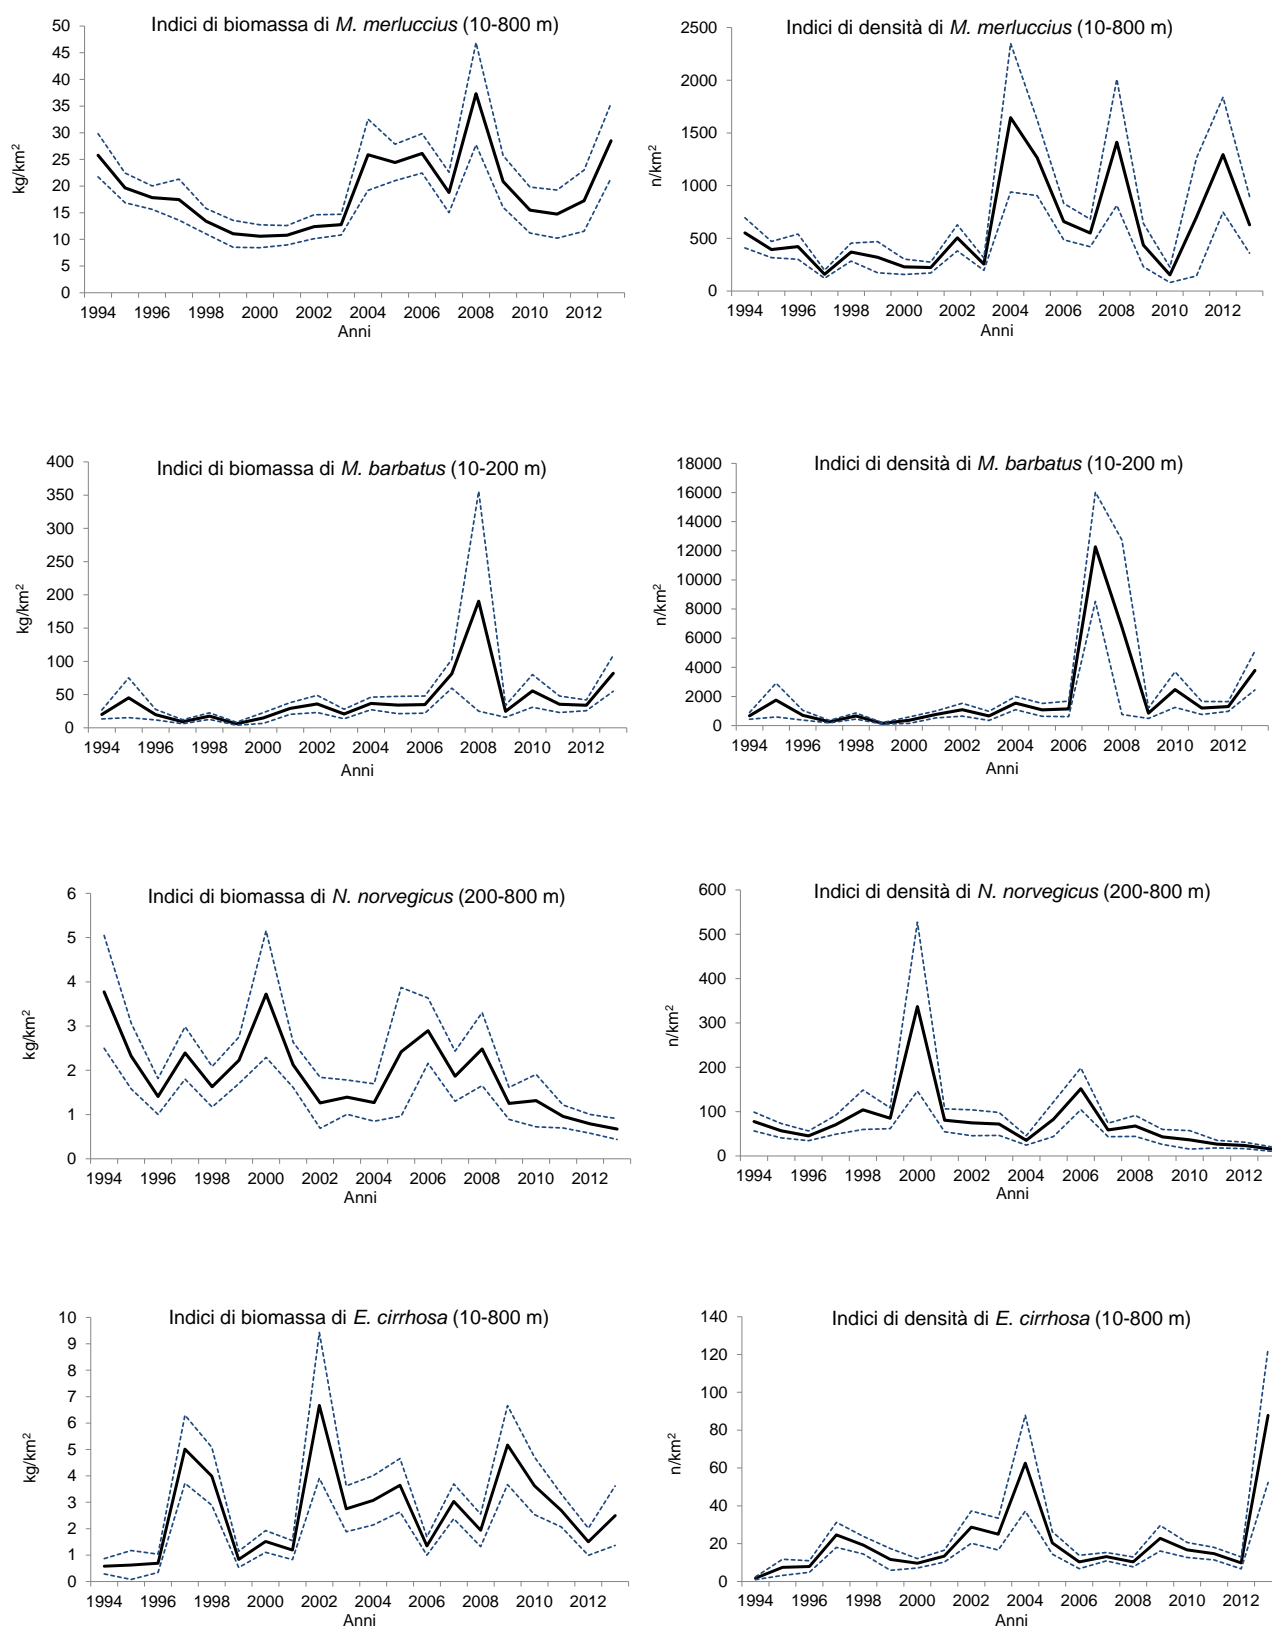 Indici di biomassa di M. merluccius (10-800 m)
50
45
40
35
30
25
20
15
10
5
0
kg/km²
1994 1996 1998 2000 2002 2004 2006 2008 2010 2012
Anni
Indici di densità di M. merluccius (10-800 m)
2500
2000
1500
1000
500
0
n/km²
1994 1996 1998 2000 2002 2004 2006 2008 2010 2012
Anni
Indici di biomassa di M. barbatus (10-200 m)
400
350
300
250
200
150
100
50
0
kg/km²
1994 1996 1998 2000 2002 2004 2006 2008 2010 2012
Anni
Indici di densità di M. barbatus (10-200 m)
18000
16000
14000
12000
10000
8000
6000
4000
2000
0
n/km²
1994 1996 1998 2000 2002 2004 2006 2008 2010 2012
Anni
Indici di biomassa di N. norvegicus (200-800 m)
6
5
4
3
2
1
0
kg/km²
1994 1996 1998 2000 2002 2004 2006 2008 2010 2012
Anni
Indici di densità di N. norvegicus (200-800 m)
600
500
400
300
200
100
0
n/km²
1994 1996 1998 2000 2002 2004 2006 2008 2010 2012
Anni
Indici di biomassa di E. cirrhosa (10-800 m)
10
9
8
7
6
5
4
3
2
1
0
kg/km²
1994 1996 1998 2000 2002 2004 2006 2008 2010 2012
Anni
Indici di densità di E. cirrhosa (10-800 m)
140
120
100
80
60
40
20
0
n/km²
1994 1996 1998 2000 2002 2004 2006 2008 2010 2012
Anni